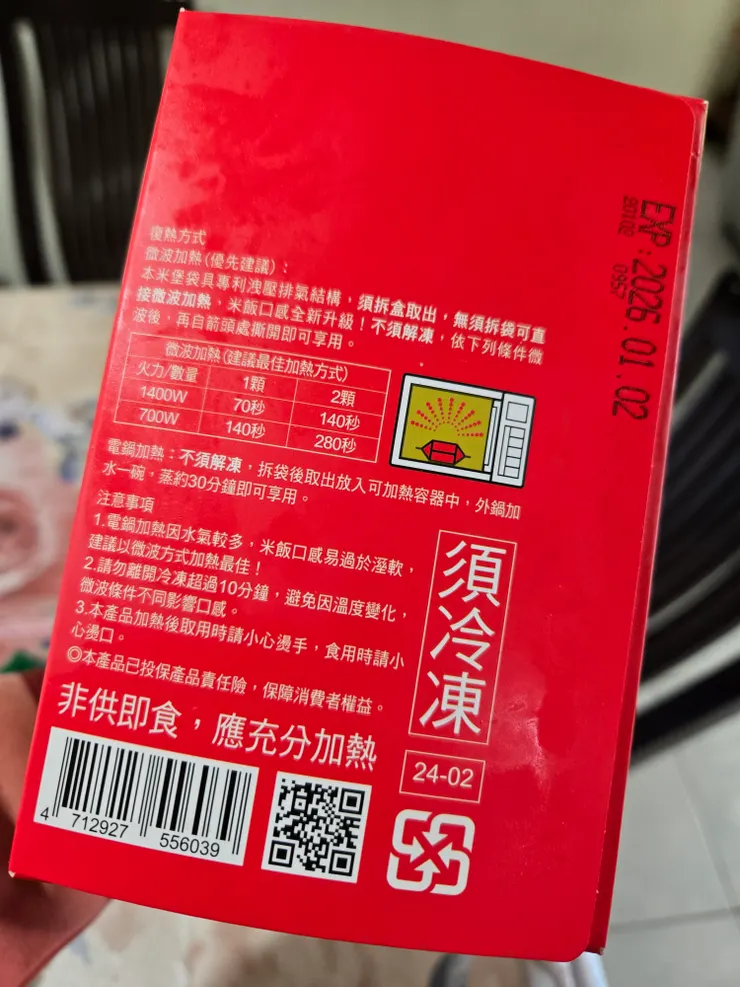 復熱方式
微波加熱(優先建議)：
本米堡袋具專利洩壓排氣結構，須拆盒取出，無須拆袋可直
接微波加熱，米飯口感全新升級！不須解凍，依下列條件微
波後，再自箭頭處撕開即可享用。
微波加熱(建議最佳加熱方式)
火力/數量 1顆 2顆
1400W 70秒 140秒
700W 140秒 280秒
電鍋加熱：不須解凍，拆袋後取出放入可加熱容器中，外鍋加
水一碗，蒸約30分鐘即可享用。
注意事項
1.電鍋加熱因水氣較多，米飯口感易過於溼軟，
建議以微波方式加熱最佳！
2.請勿離開冷凍超過10分鐘，避免因溫度變化，
微波條件不同影響口感。
3.本產品加熱後取用時請小心燙手，食用時請小
心燙口。
◎本產品已投保產品責任險，保障消費者權益。
非供即食，應充分加熱
須冷凍
24-02
4 712927 556039
EXP:2026.01.02
0957